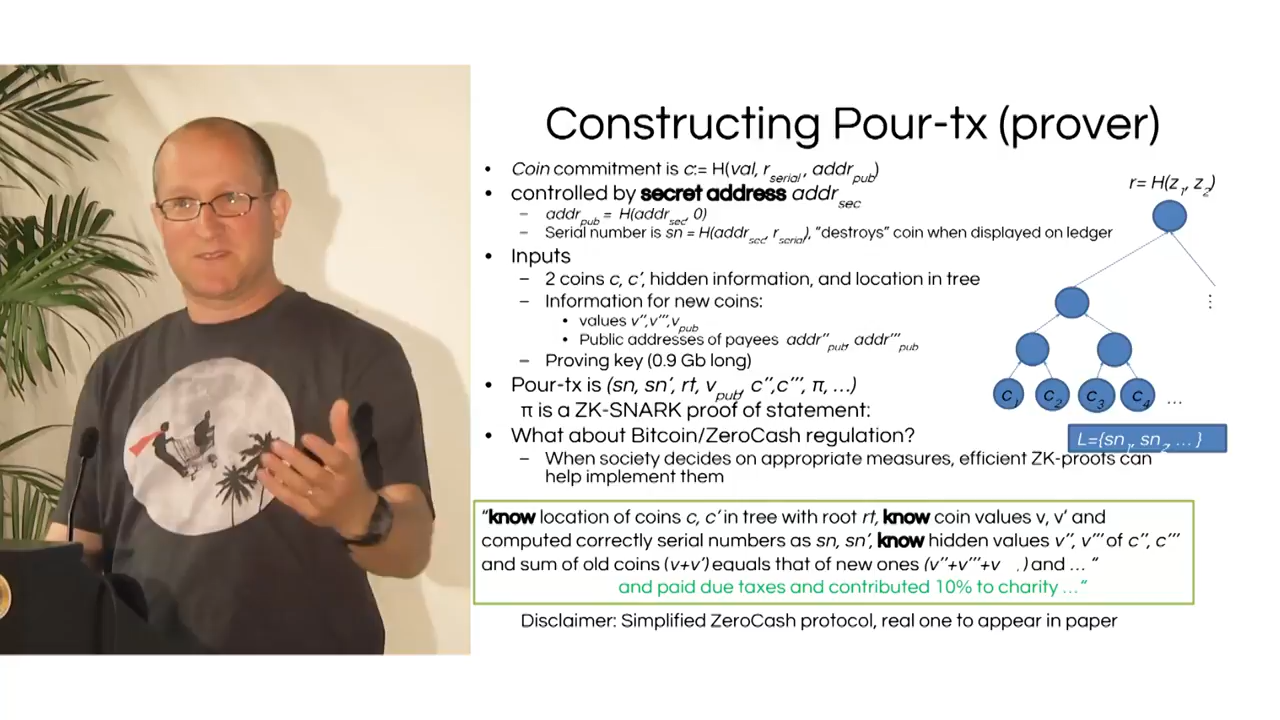 Constructing Pour-tx (prover)
• Coin commitment is c:= H(val, r_serial, addr_pub)
• controlled by secret address addr_sec
– addr_pub = H(addr_sec, 0)
– Serial number is sn = H(addr_sec, r_serial), "destroys" coin when displayed on ledger
• Inputs
– 2 coins c, c', hidden information, and location in tree
– Information for new coins:
• values v'',v''',v_pub
• Public addresses of payees addr''_pub, addr'''_pub
– Proving key (0.9 Gb long)
• Pour-tx is (sn, sn', rt, v_pub, c'',c''', π, ...)
π is a ZK-SNARK proof of statement:
• What about Bitcoin/ZeroCash regulation?
– When society decides on appropriate measures, efficient ZK-proofs can
help implement them
r= H(z_1, z_2)
⋮
c_1 c_2 c_3 c_4 ...
L={sn_1, sn_2, ... }
"know location of coins c, c' in tree with root rt, know coin values v, v' and
computed correctly serial numbers as sn, sn', know hidden values v'', v''' of c'', c'''
and sum of old coins (v+v') equals that of new ones (v''+v'''+v ) and ... "
and paid due taxes and contributed 10% to charity ..."
Disclaimer: Simplified ZeroCash protocol, real one to appear in paper